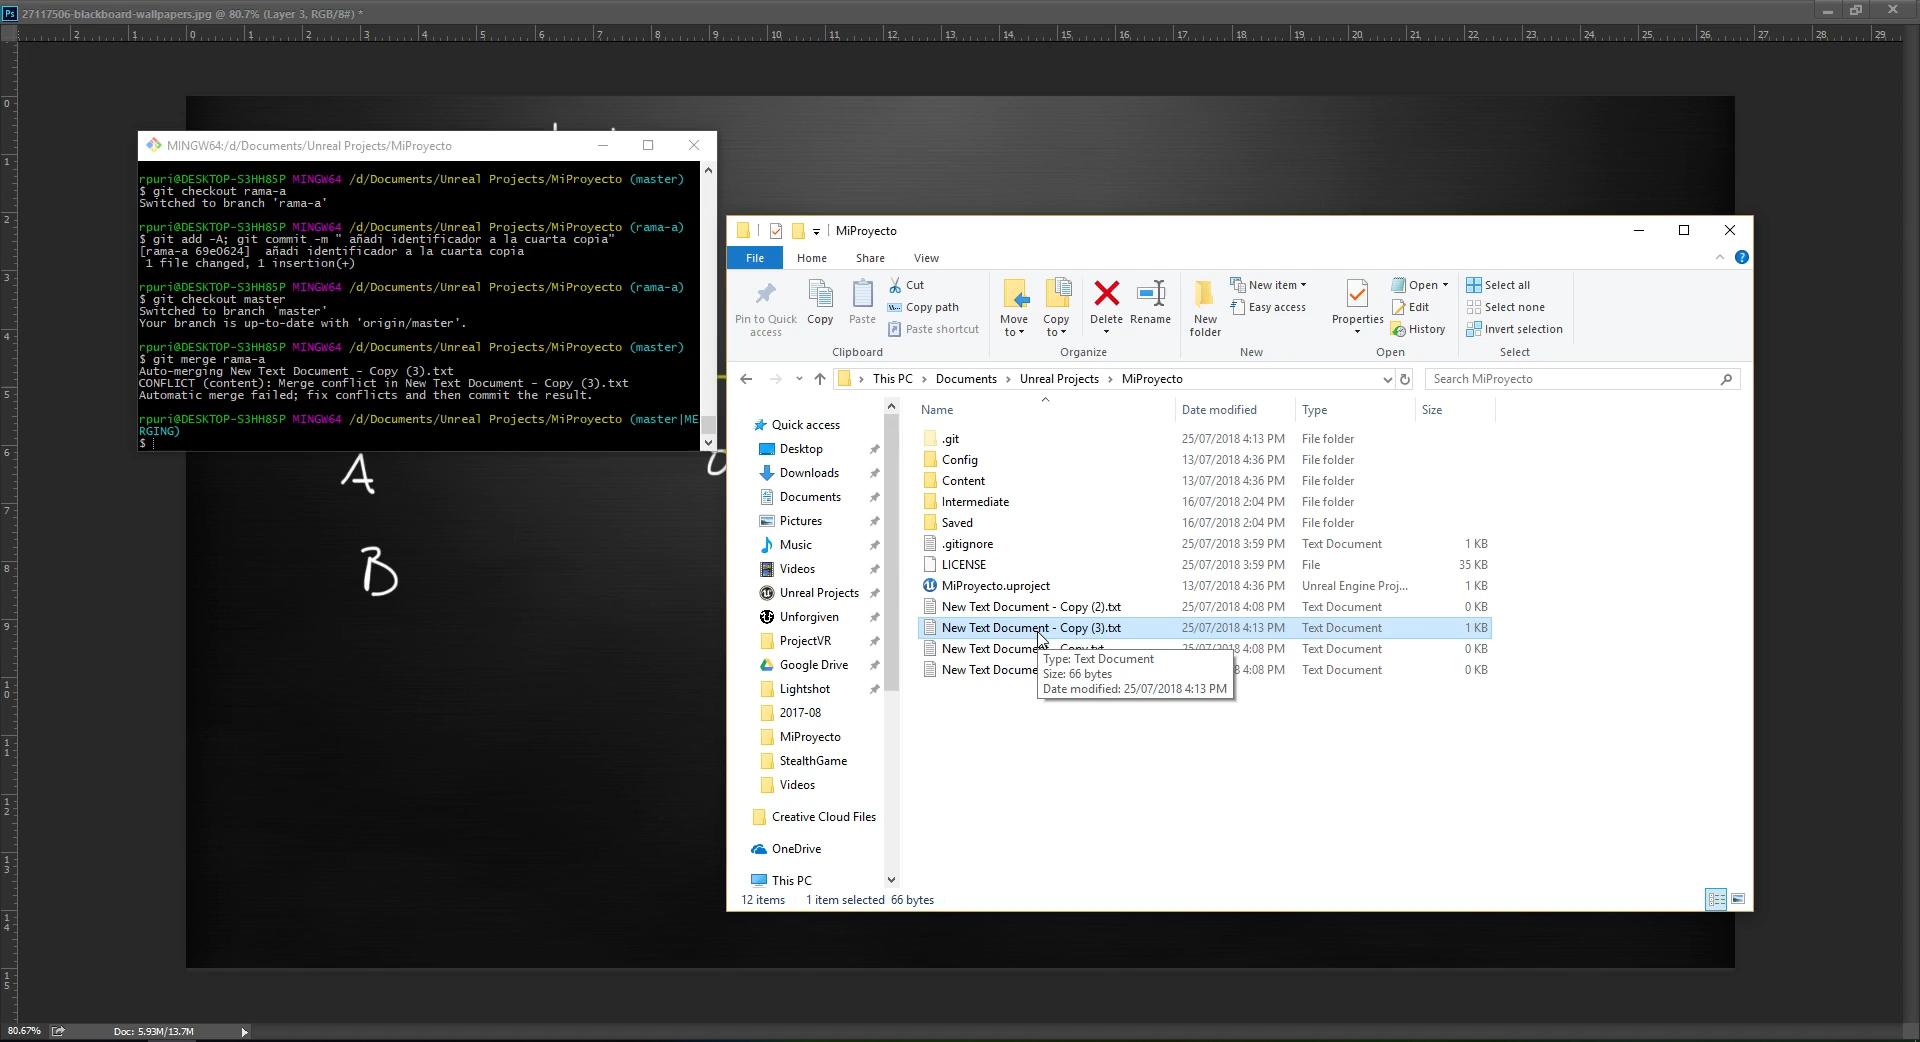 27117506-blackboard-wallpapers.jpg @ 80.7% (Layer 3, RGB/8#) *
MINGW64:/d/Documents/Unreal Projects/MiProyecto
rpuri@DESKTOP-S3HH85P MINGW64 /d/Documents/Unreal Projects/MiProyecto (master)
$ git checkout rama-a
Switched to branch 'rama-a'
rpuri@DESKTOP-S3HH85P MINGW64 /d/Documents/Unreal Projects/MiProyecto (rama-a)
$ git add -A; git commit -m " añadi identificador a la cuarta copia"
[rama-a 69e0624]  añadi identificador a la cuarta copia
1 file changed, 1 insertion(+)
rpuri@DESKTOP-S3HH85P MINGW64 /d/Documents/Unreal Projects/MiProyecto (rama-a)
$ git checkout master
Switched to branch 'master'
Your branch is up-to-date with 'origin/master'.
rpuri@DESKTOP-S3HH85P MINGW64 /d/Documents/Unreal Projects/MiProyecto (master)
$ git merge rama-a
Auto-merging New Text Document - Copy (3).txt
CONFLICT (content): Merge conflict in New Text Document - Copy (3).txt
Automatic merge failed; fix conflicts and then commit the result.
rpuri@DESKTOP-S3HH85P MINGW64 /d/Documents/Unreal Projects/MiProyecto (master|ME
RGING)
$
A
B
MiProyecto
File Home Share View
Pin to Quick access
Copy
Paste
Cut
Copy path
Paste shortcut
Clipboard
Move to
Copy to
Delete
Rename
Organize
New folder
New item
Easy access
New
Properties
Open
Edit
History
Open
Select all
Select none
Invert selection
Select
This PC > Documents > Unreal Projects > MiProyecto
Search MiProyecto
Quick access
Desktop
Downloads
Documents
Pictures
Music
Videos
Unreal Projects
Unforgiven
ProjectVR
Google Drive
Lightshot
2017-08
MiProyecto
StealthGame
Videos
Creative Cloud Files
OneDrive
This PC
Name Date modified Type Size
.git 25/07/2018 4:13 PM File folder
Config 13/07/2018 4:36 PM File folder
Content 13/07/2018 4:36 PM File folder
Intermediate 16/07/2018 2:04 PM File folder
Saved 16/07/2018 2:04 PM File folder
.gitignore 25/07/2018 3:59 PM Text Document 1 KB
LICENSE 25/07/2018 3:59 PM File 35 KB
MiProyecto.uproject 13/07/2018 4:36 PM Unreal Engine Proj... 1 KB
New Text Document - Copy (2).txt 25/07/2018 4:08 PM Text Document 0 KB
New Text Document - Copy (3).txt 25/07/2018 4:13 PM Text Document 1 KB
New Text Docume 4:08 PM Text Document 0 KB
New Text Docume 8 4:08 PM Text Document 0 KB
Type: Text Document
Size: 66 bytes
Date modified: 25/07/2018 4:13 PM
12 items 1 item selected 66 bytes
80.67% Doc: 5.93M/13.7M